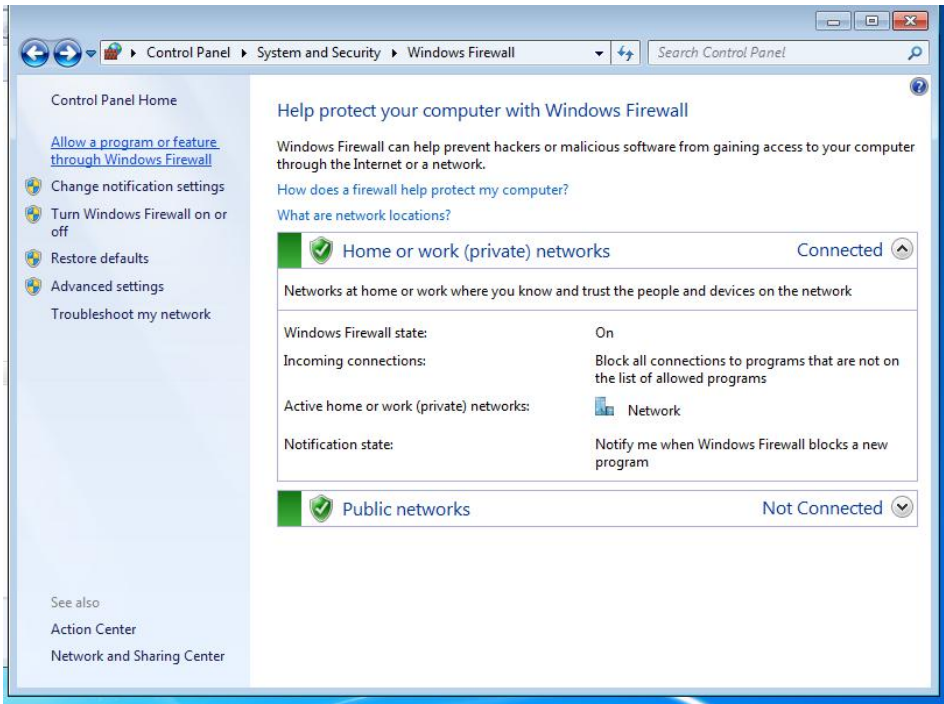 Control Panel ▸ System and Security ▸ Windows Firewall
Search Control Panel
Control Panel Home
Allow a program or feature
through Windows Firewall
Change notification settings
Turn Windows Firewall on or
off
Restore defaults
Advanced settings
Troubleshoot my network
See also
Action Center
Network and Sharing Center
Help protect your computer with Windows Firewall
Windows Firewall can help prevent hackers or malicious software from gaining access to your computer
through the Internet or a network.
How does a firewall help protect my computer?
What are network locations?
Home or work (private) networks Connected
Networks at home or work where you know and trust the people and devices on the network
Windows Firewall state: On
Incoming connections: Block all connections to programs that are not on
the list of allowed programs
Active home or work (private) networks: Network
Notification state: Notify me when Windows Firewall blocks a new
program
Public networks Not Connected